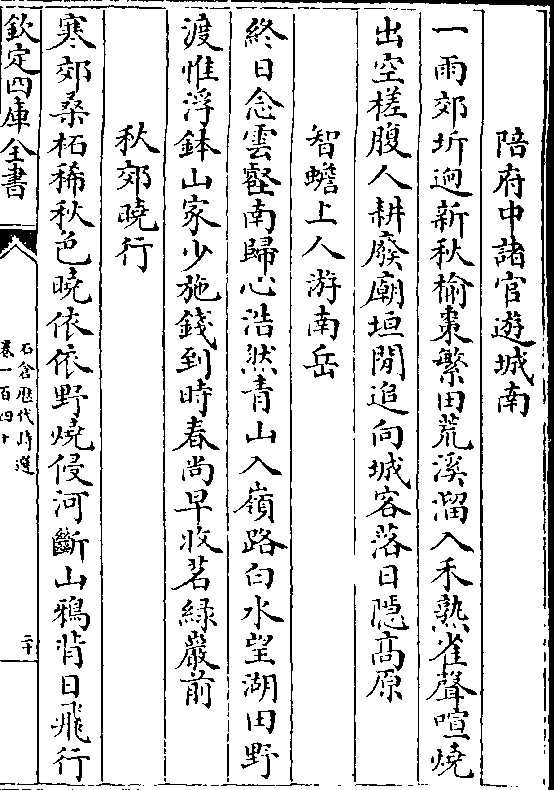 陪府中諸官遊城南
一雨郊圻迥新秋榆棗繁田荒溪溜入禾熟雀聲喧燒
出空槎腹人耕廢廟垣閒追向城客落日隱高原
智蟾上人游南岳
終日念雲壑南歸心浩然青山入嶺路白水望湖田野
渡惟浮鉢山家少施錢到時春尚早收茗綠巖前
秋郊曉行
寒郊桑柘稀秋色曉依依野燒侵河斷山鴉背日飛行
欽定四庫全書
石倉歷代詩選
卷一百四十
二十